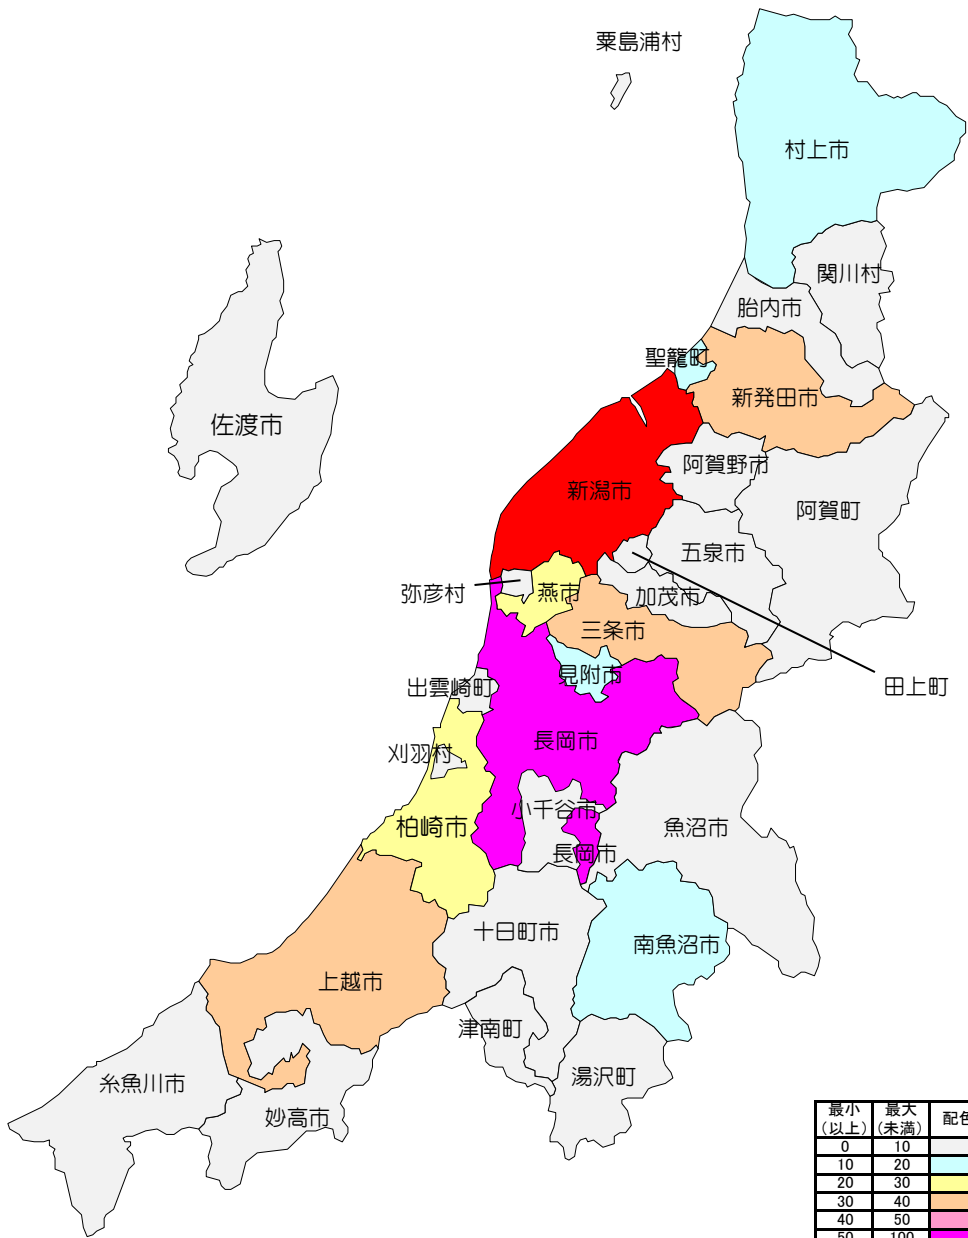 粟島浦村
村上市
関川村
胎内市
聖籠町
新発田市
佐渡市
阿賀野市
新潟市
阿賀町
五泉市
弥彦村
燕市
加茂市
三条市
見附市
田上町
出雲崎町
長岡市
刈羽村
小千谷市
柏崎市
魚沼市
長岡市
十日町市
南魚沼市
上越市
津南町
湯沢町
糸魚川市
妙高市
最小 最大 配色
(以上) (未満)
0 10
10 20
20 30
30 40
40 50
50 100